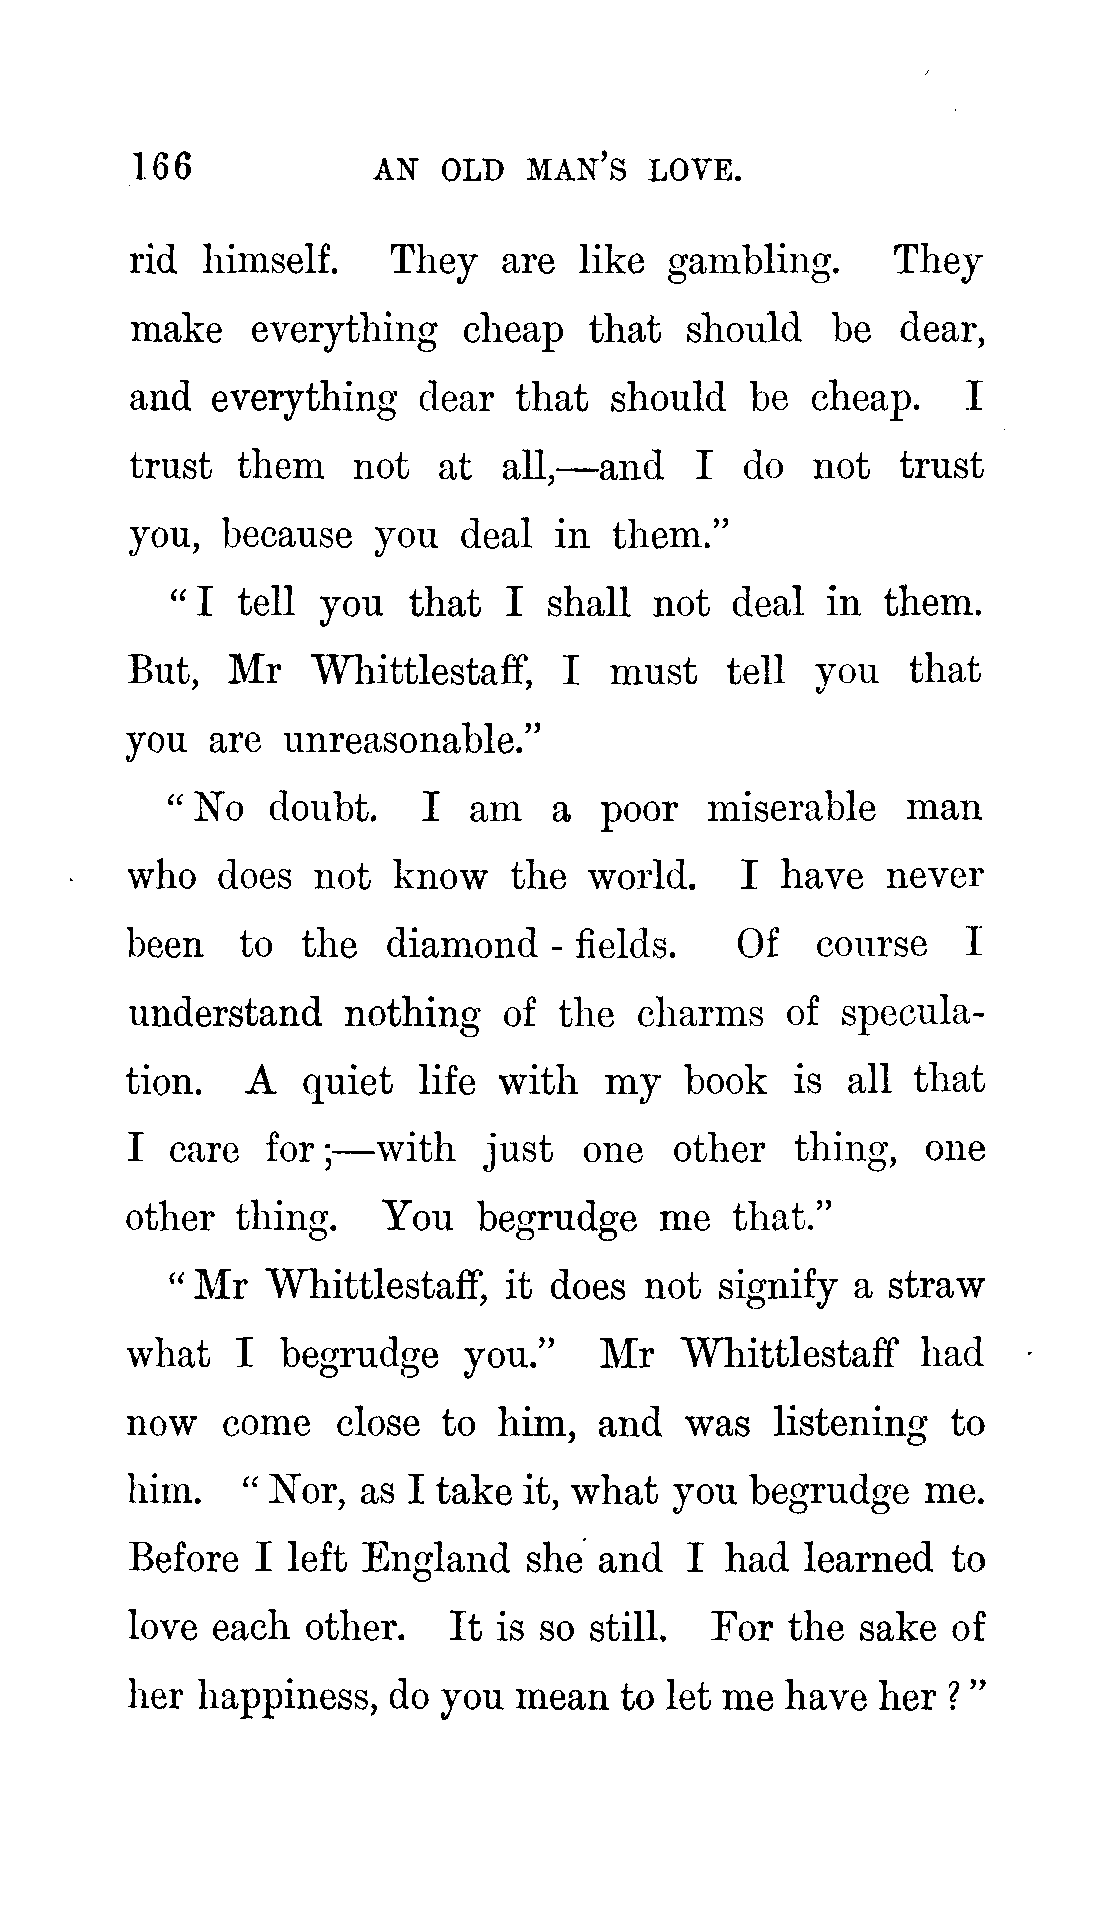 166 AN OLD MAN'S LOVE.
rid himself. They are like gambling. They
make everything cheap that should be dear,
and everything dear that should be cheap. I
trust them not at all,—and I do not trust
you, because you deal in them."
"I tell you that I shall not deal in them.
But, Mr Whittlestaff, I must tell you that
you are unreasonable."
"No doubt. I am a poor miserable man
who does not know the world. I have never
been to the diamond-fields. Of course I
understand nothing of the charms of specula-
tion. A quiet life with my book is all that
I care for;—with just one other thing, one
other thing. You begrudge me that."
"Mr Whittlestaff, it does not signify a straw
what I begrudge you." Mr Whittlestaff had
now come close to him, and was listening to
him. "Nor, as I take it, what you begrudge me.
Before I left England she and I had learned to
love each other. It is so still. For the sake of
her happiness, do you mean to let me have her?"